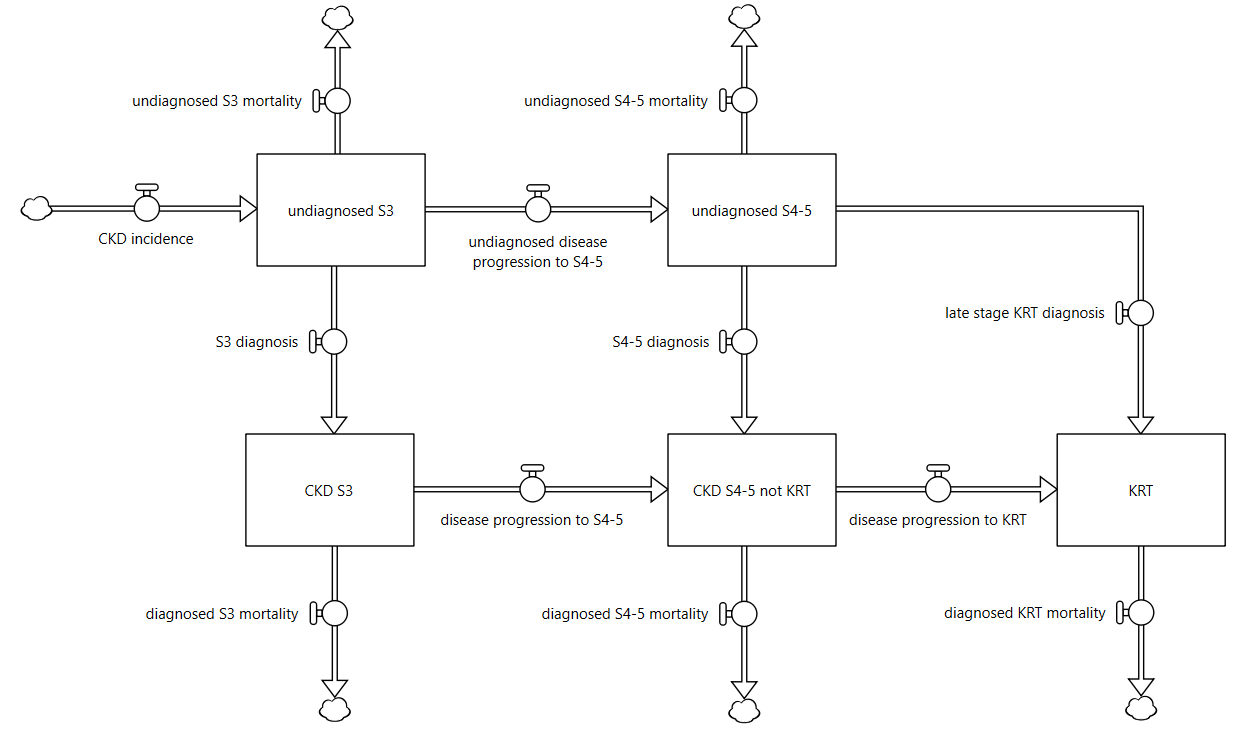 undiagnosed S3 mortality
undiagnosed S4-5 mortality
undiagnosed S3
undiagnosed S4-5
CKD incidence
undiagnosed disease
progression to S4-5
late stage KRT diagnosis
S3 diagnosis
S4-5 diagnosis
CKD S3
CKD S4-5 not KRT
KRT
disease progression to S4-5
disease progression to KRT
diagnosed S3 mortality
diagnosed S4-5 mortality
diagnosed KRT mortality